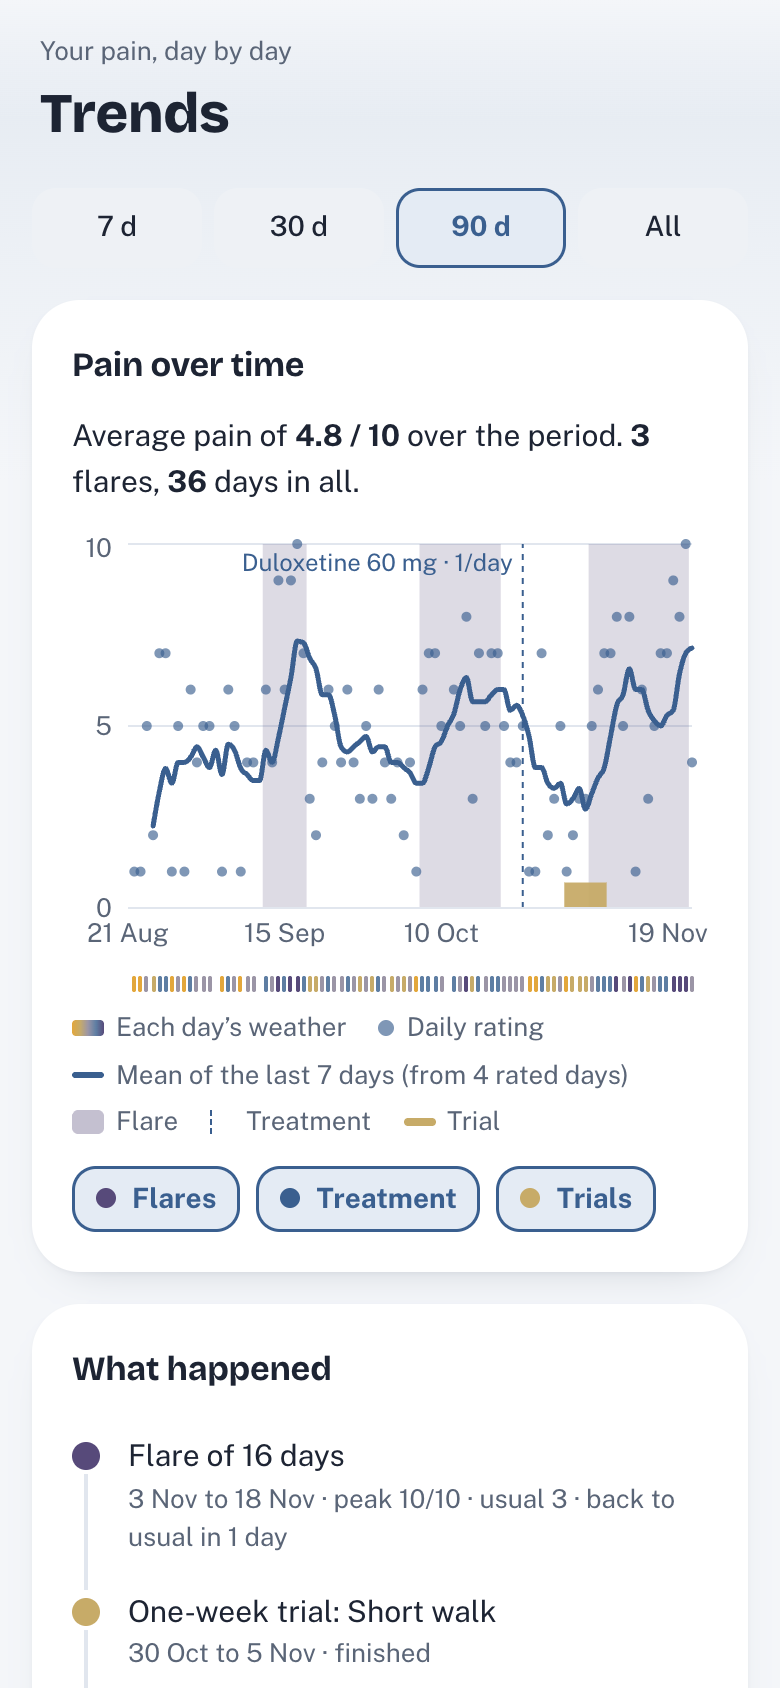 Your pain, day by day
Trends
7 d
30 d
90 d
All
Pain over time
Average pain of 4.8 / 10 over the period. 3
flares, 36 days in all.
10
Duloxetine 60 mg · 1/day
5
0
21 Aug
15 Sep
10 Oct
19 Nov
Each day’s weather
Daily rating
Mean of the last 7 days (from 4 rated days)
Flare
Treatment
Trial
Flares
Treatment
Trials
What happened
Flare of 16 days
3 Nov to 18 Nov · peak 10/10 · usual 3 · back to
usual in 1 day
One-week trial: Short walk
30 Oct to 5 Nov · finished